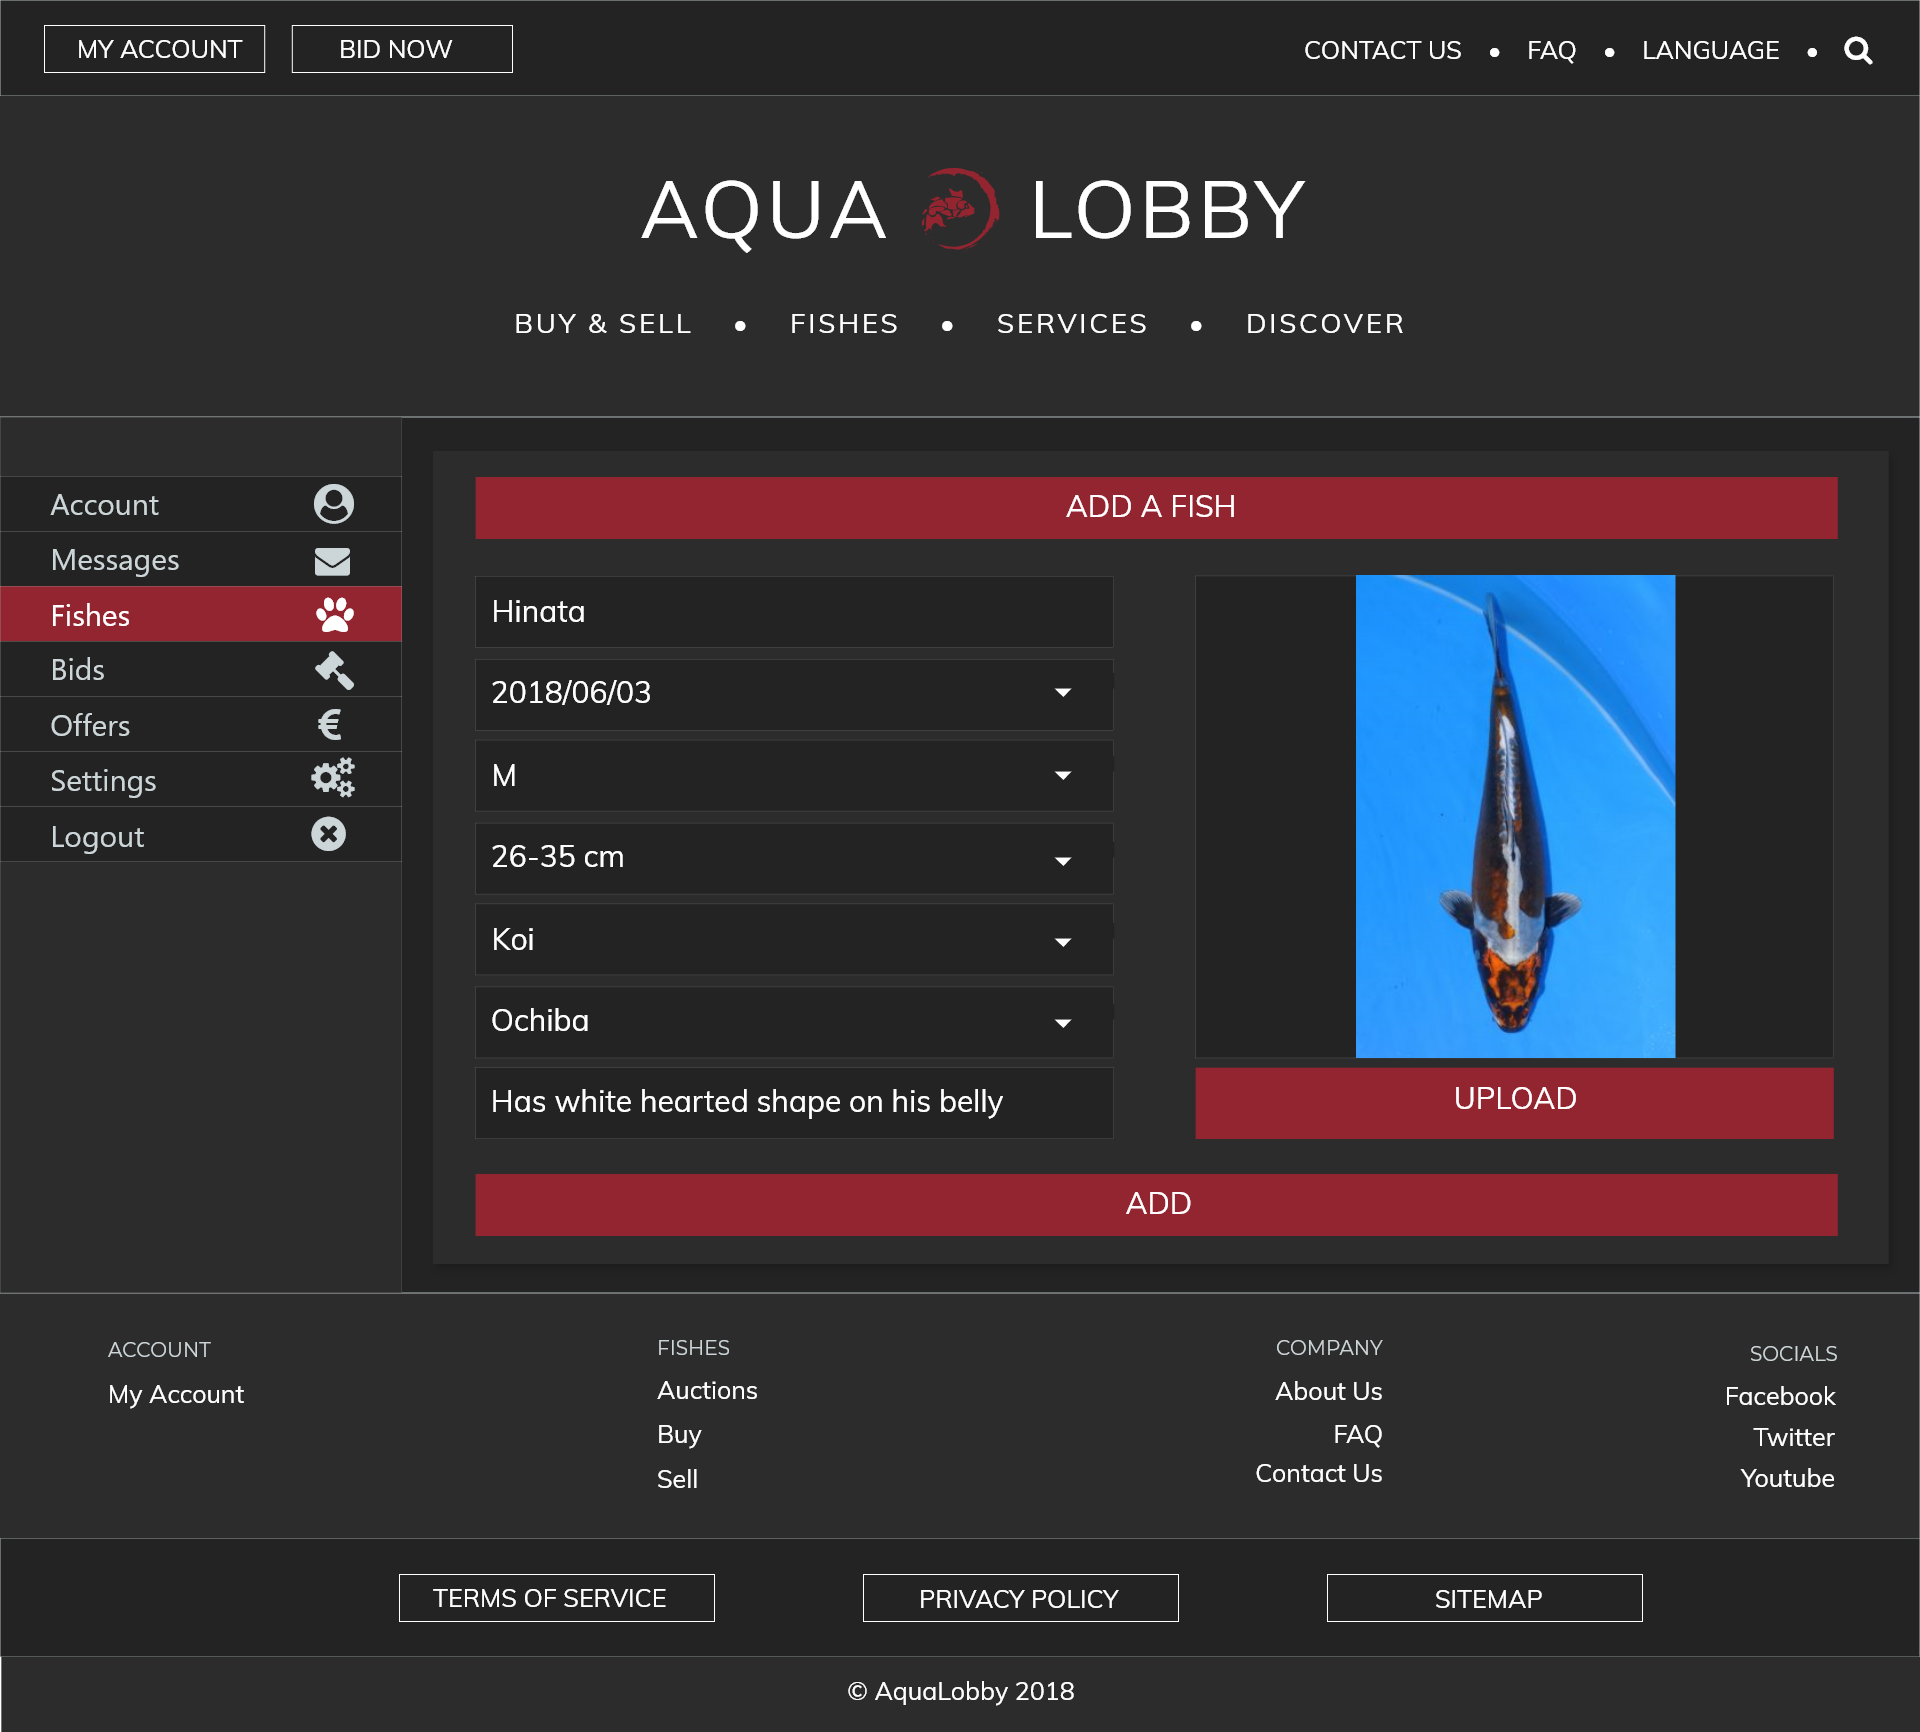 MY ACCOUNT
BID NOW
CONTACT US • FAQ • LANGUAGE •
AQUA LOBBY
BUY & SELL • FISHES • SERVICES • DISCOVER
Account
Messages
Fishes
Bids
Offers
€
Settings
Logout
ADD A FISH
Hinata
2018/06/03
M
26-35 cm
Koi
Ochiba
Has white hearted shape on his belly
UPLOAD
ADD
ACCOUNT
My Account
FISHES
Auctions
Buy
Sell
COMPANY
About Us
FAQ
Contact Us
SOCIALS
Facebook
Twitter
Youtube
TERMS OF SERVICE
PRIVACY POLICY
SITEMAP
© AquaLobby 2018